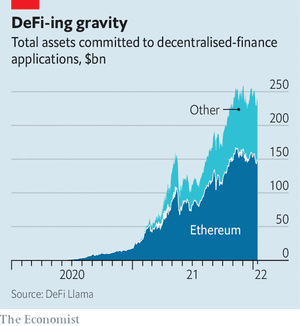 DeFi-ing gravity
Total assets committed to decentralised-finance
applications, $bn
250
Other
200
150
100
Ethereum
50
0
2020 21 22
Source: DeFi Llama
The Economist